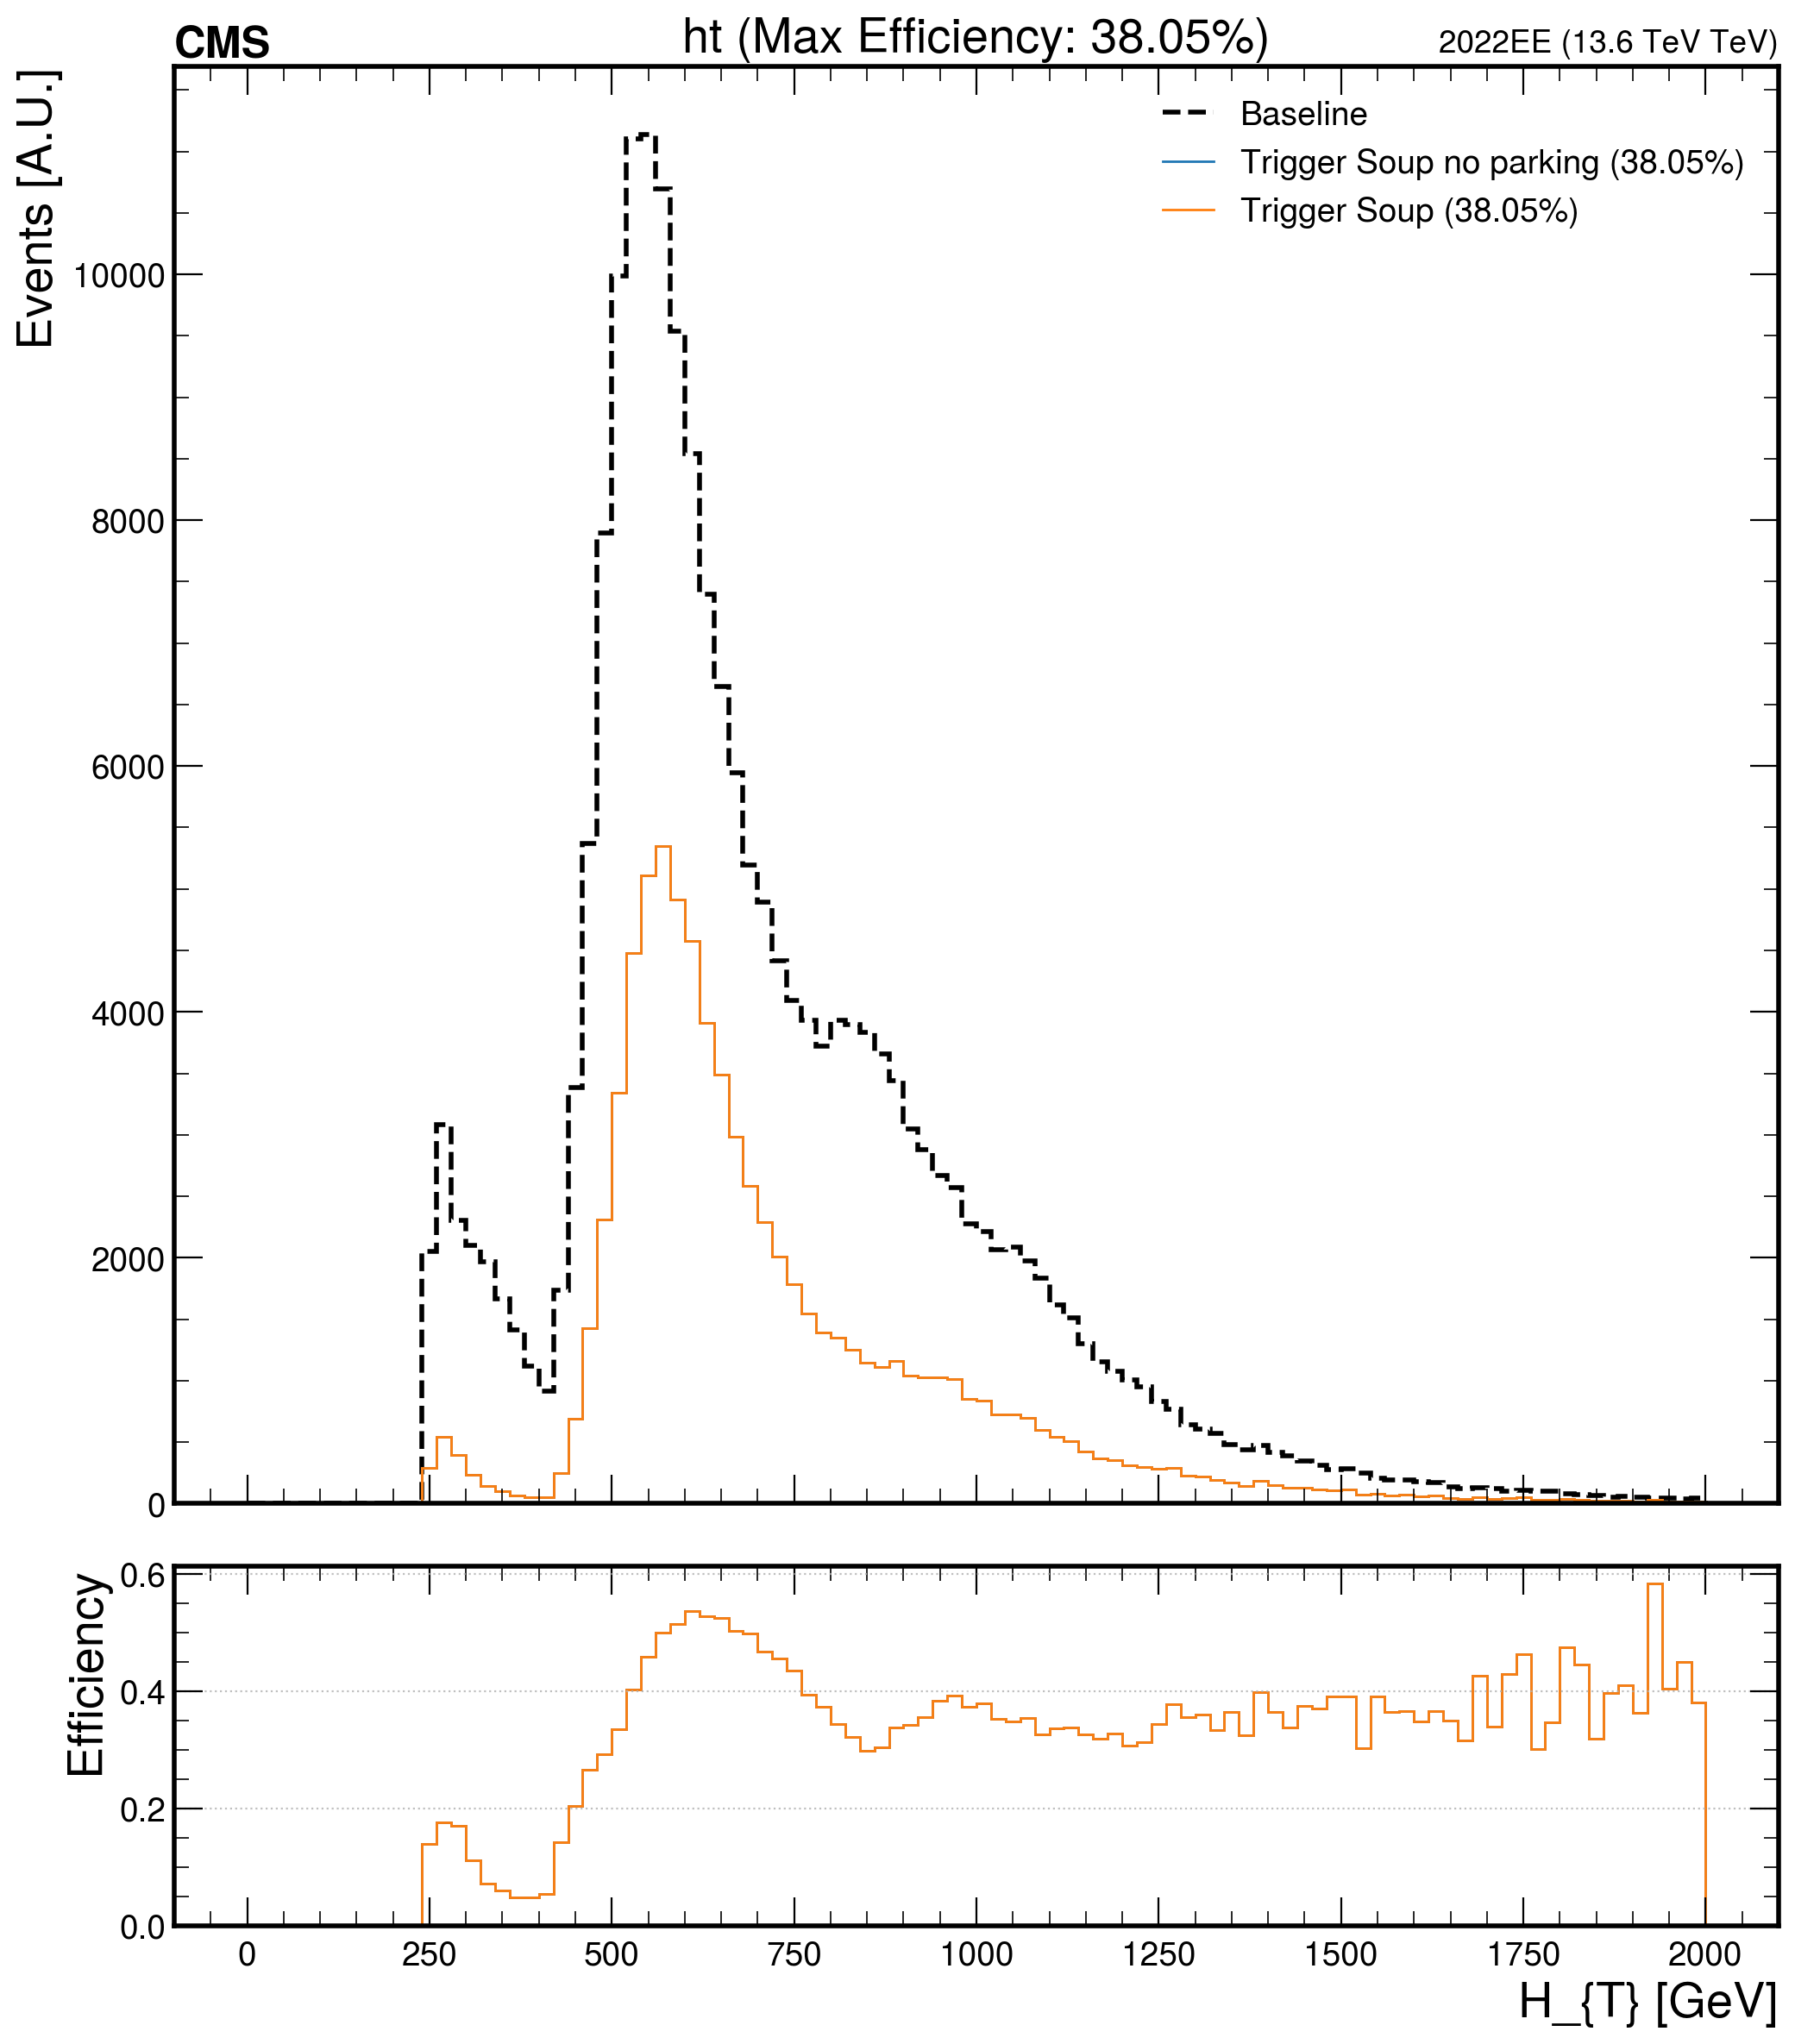 CMS
ht (Max Efficiency: 38.05%)
2022EE (13.6 TeV TeV)
Events [A.U.]
Baseline
Trigger Soup no parking (38.05%)
Trigger Soup (38.05%)
10000
8000
6000
4000
2000
0
Efficiency
0.6
0.4
0.2
0.0
0 250 500 750 1000 1250 1500 1750 2000
H_{T} [GeV]